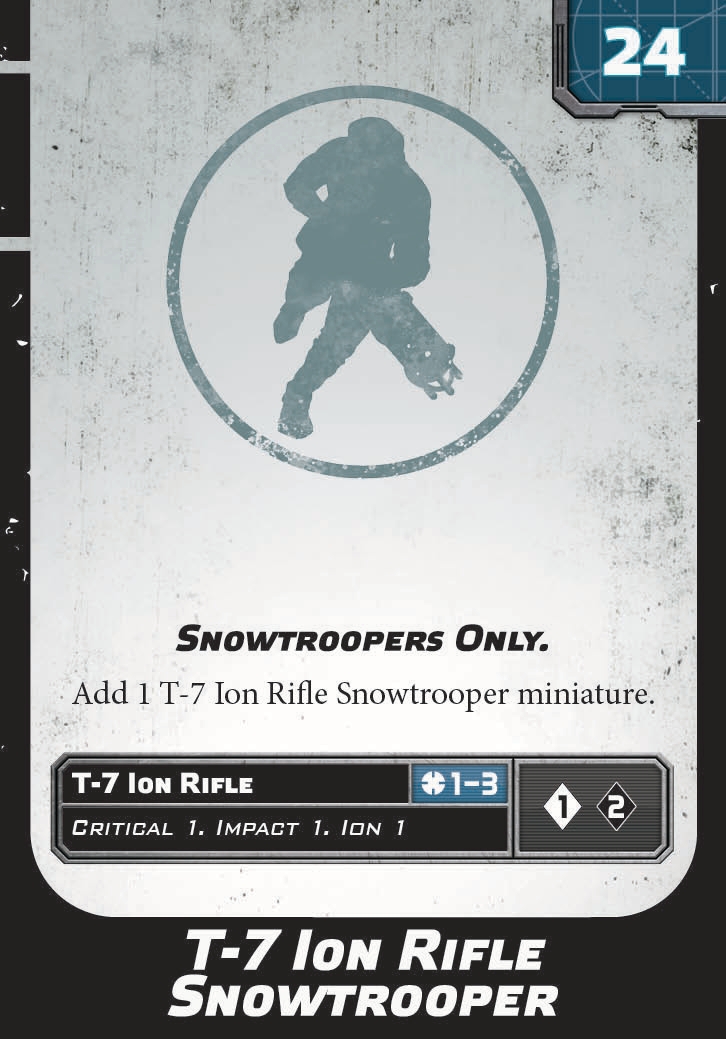 24
Snowtroopers Only.
Add 1 T-7 Ion Rifle Snowtrooper miniature.
T-7 Ion Rifle 1–3
Critical 1. Impact 1. Ion 1
1 2
T-7 Ion Rifle
Snowtrooper